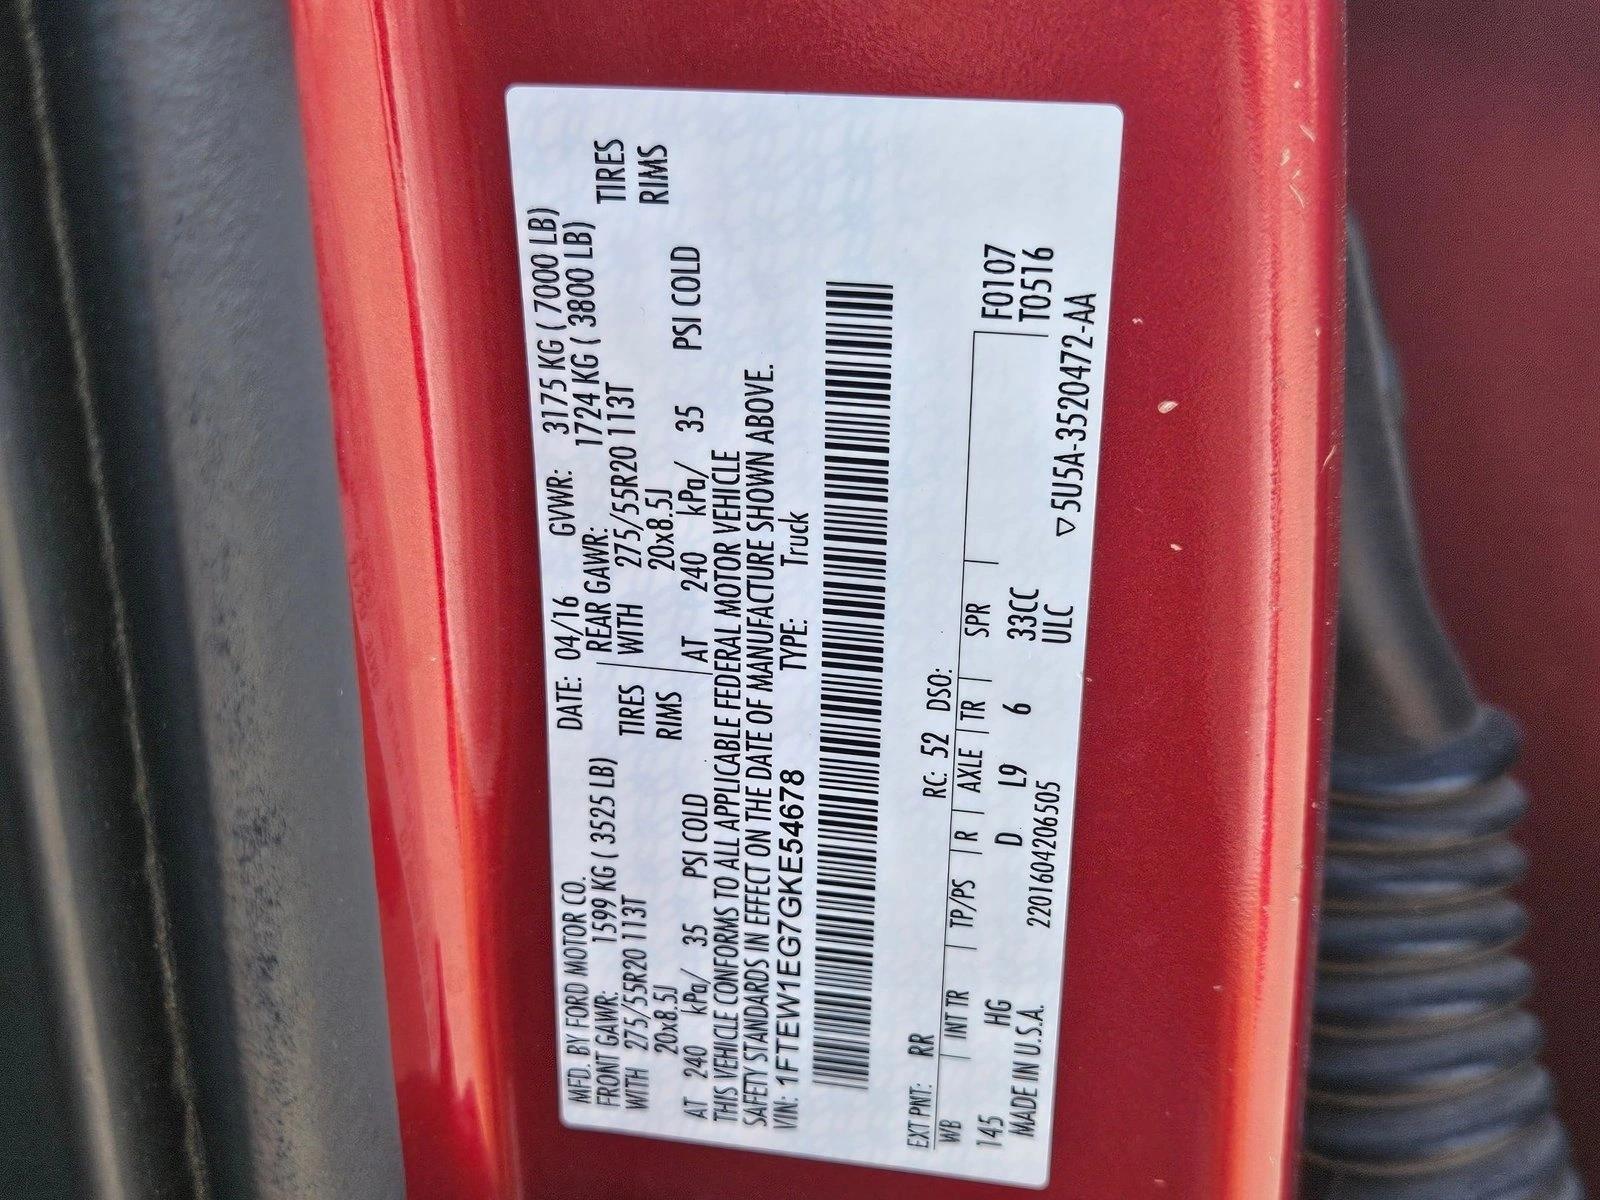 MFD. BY FORD MOTOR CO. DATE: 04/16 GVWR: 3175 KG ( 7000 LB)
FRONT GAWR: 1599 KG ( 3525 LB) REAR GAWR: 1724 KG ( 3800 LB)
WITH 275/55R20 113T TIRES WITH 275/55R20 113T TIRES
20x8.5J RIMS 20x8.5J RIMS
AT 240 kPa/ 35 PSI COLD AT 240 kPa/ 35 PSI COLD
THIS VEHICLE CONFORMS TO ALL APPLICABLE FEDERAL MOTOR VEHICLE
SAFETY STANDARDS IN EFFECT ON THE DATE OF MANUFACTURE SHOWN ABOVE.
VIN: 1FTEW1EG7GKE54678 TYPE: Truck
EXT PNT: RR RC: 52 DSO:
WB INT TR TP/PS R AXLE TR SPR F0107
145 HG D L9 6 33CC T0516
MADE IN U.S.A. 220160420​6505 ULC
▽5U5A-3520472-AA